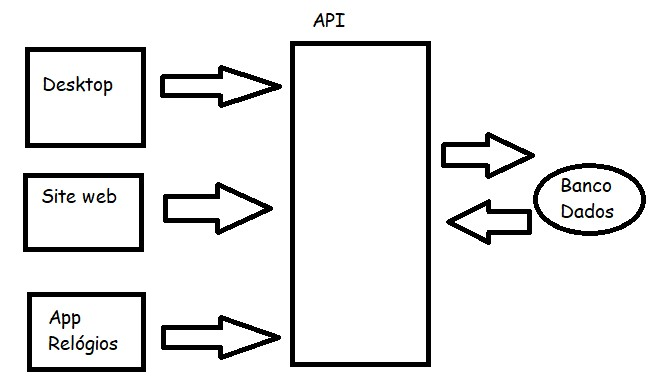 API
Desktop
Site web
App
Relógios
Banco
Dados